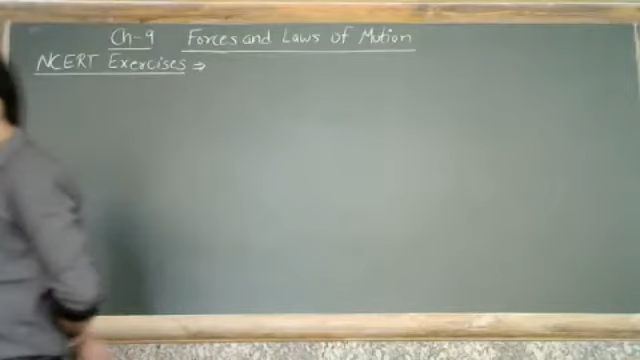 Ch-9 Forces and Laws of Motion
NCERT Exercises ⇒